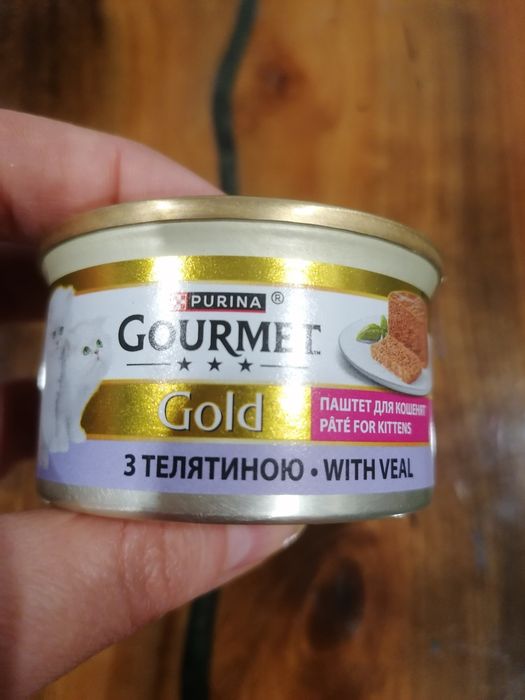 PURINA ®
GOURMET
Gold
ПАШТЕТ ДЛЯ КОШЕНЯТ
PÂTÉ FOR KITTENS
З ТЕЛЯТИНОЮ • WITH VEAL